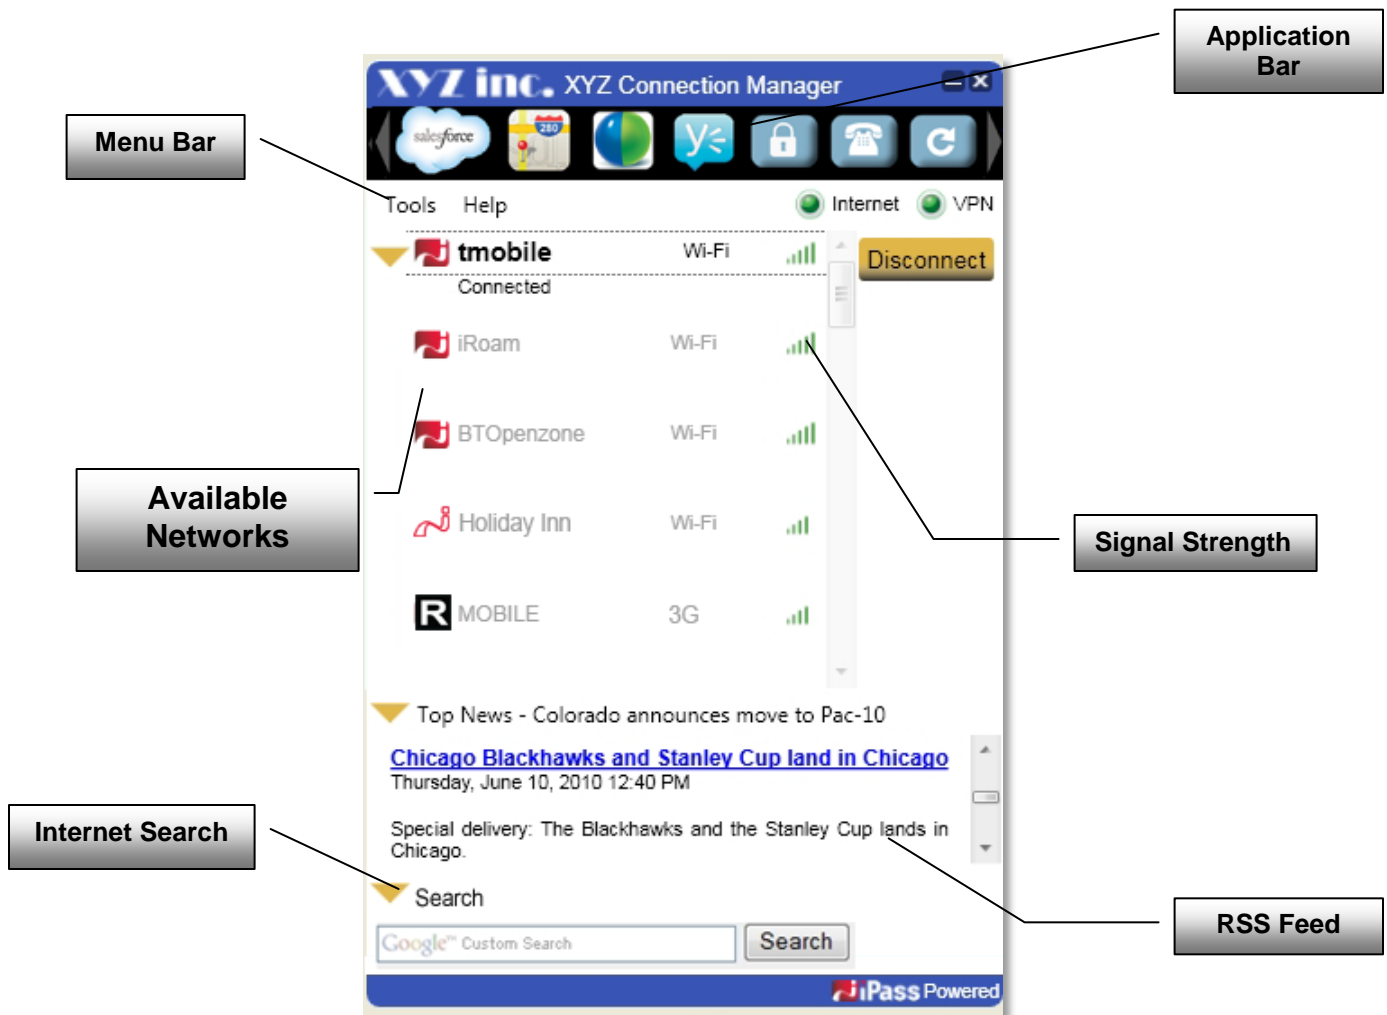 Application
Bar
XYZ inc. XYZ Connection Manager
Menu Bar
salesforce
280
Tools Help Internet VPN
tmobile Wi-Fi Disconnect
Connected
iRoam Wi-Fi
BTOpenzone Wi-Fi
Available
Networks
Holiday Inn Wi-Fi
Signal Strength
R MOBILE 3G
Top News - Colorado announces move to Pac-10
Chicago Blackhawks and Stanley Cup land in Chicago
Thursday, June 10, 2010 12:40 PM
Internet Search
Special delivery: The Blackhawks and the Stanley Cup lands in
Chicago.
Search
RSS Feed
Google™ Custom Search Search
iPass Powered